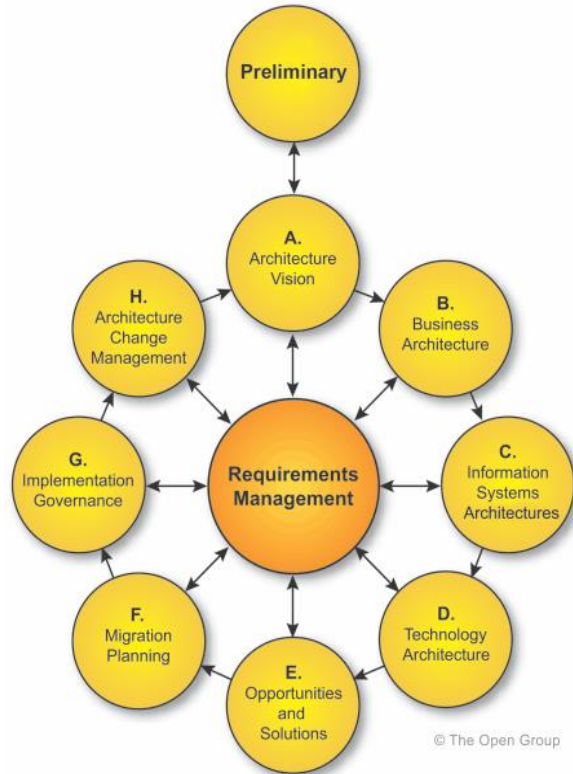 Preliminary
A.
Architecture
Vision
B.
Business
Architecture
C.
Information
Systems
Architectures
D.
Technology
Architecture
E.
Opportunities
and
Solutions
F.
Migration
Planning
G.
Implementation
Governance
H.
Architecture
Change
Management
Requirements
Management
© The Open Group